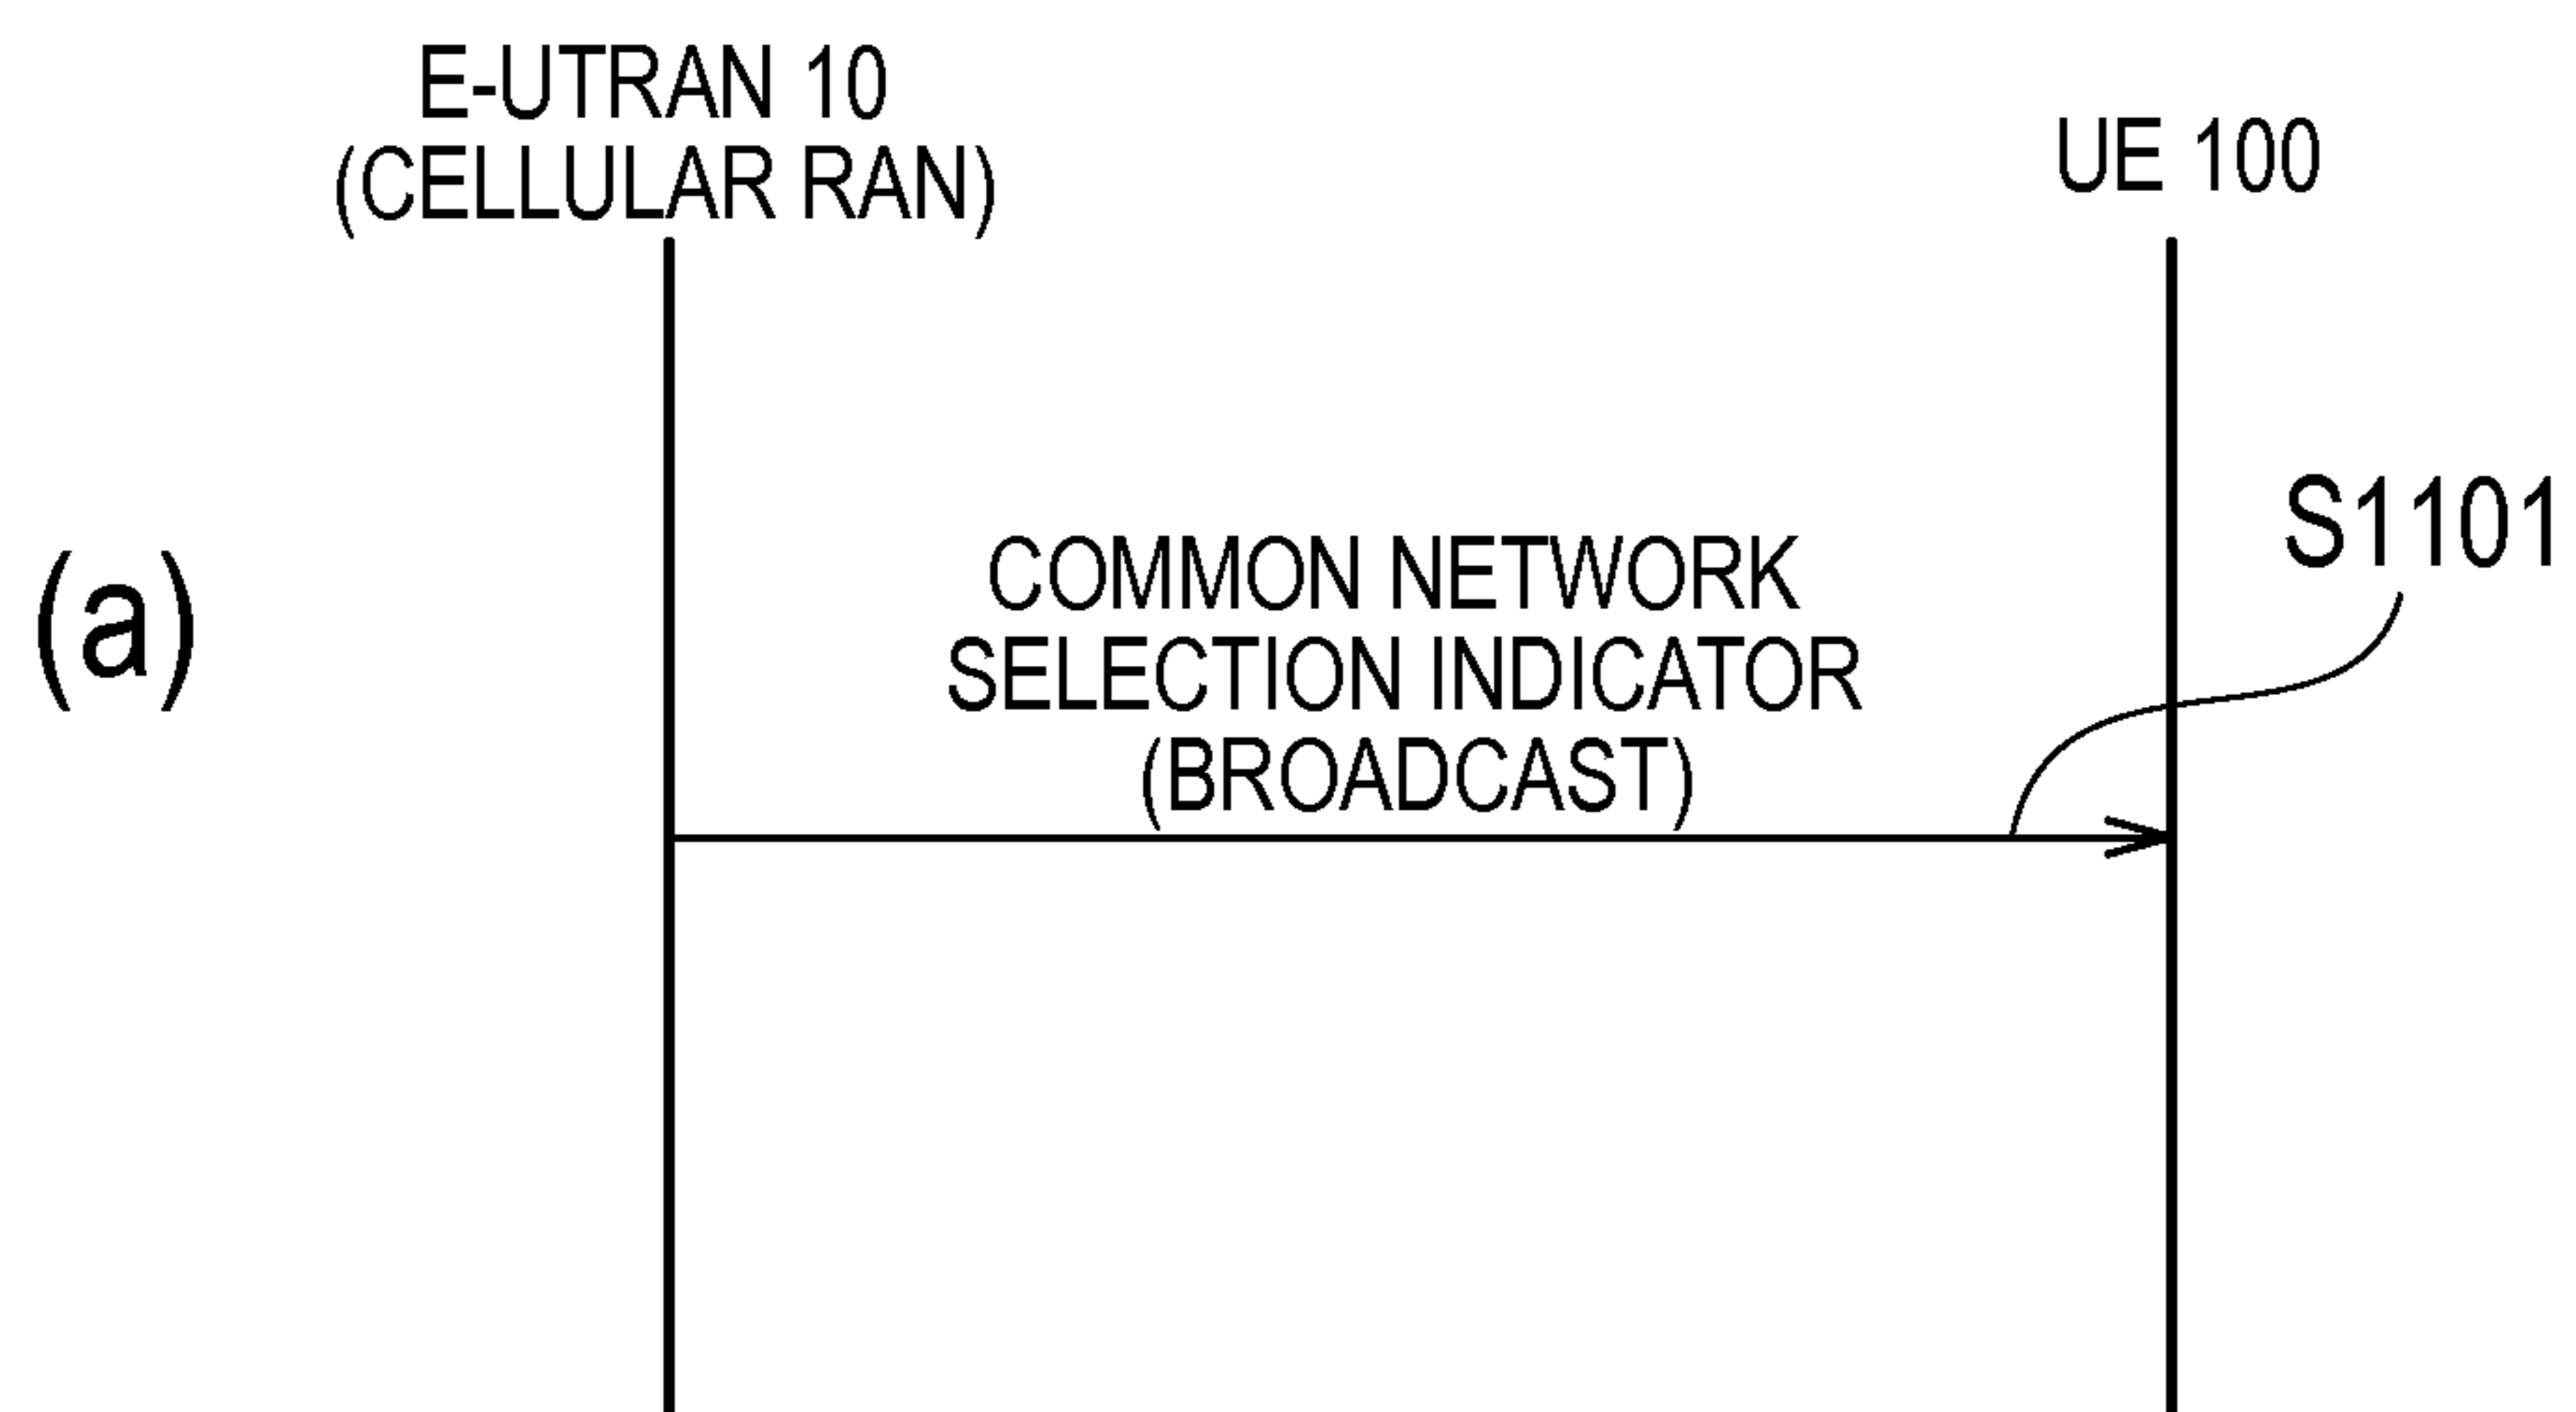 E-UTRAN 10
(CELLULAR RAN)
UE 100
S1101
(a)
COMMON NETWORK
SELECTION INDICATOR
(BROADCAST)